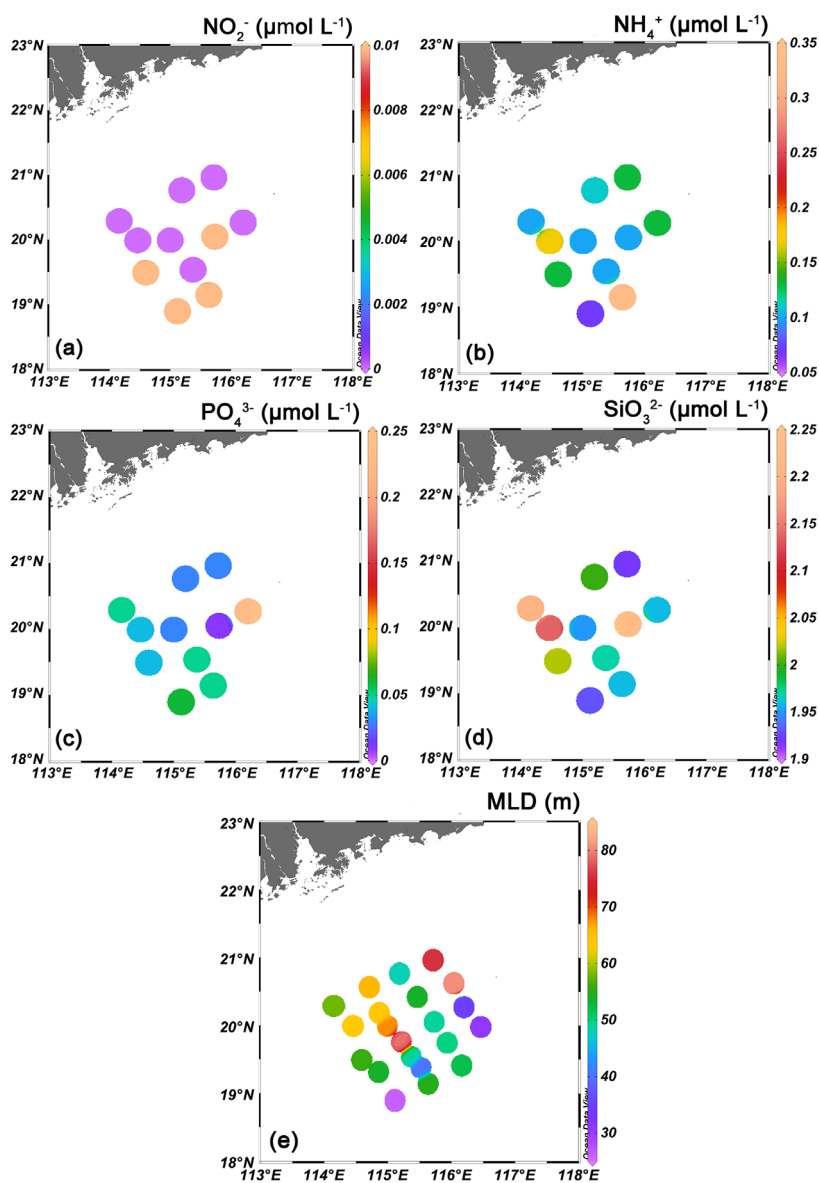 NO₂⁻ (µmol L⁻¹)
23°N
22°N
21°N
20°N
19°N
18°N
113°E 114°E 115°E 116°E 117°E 118°E
0.01
0.008
0.006
0.004
0.002
0
Ocean Data View
(a)
NH₄⁺ (µmol L⁻¹)
23°N
22°N
21°N
20°N
19°N
18°N
113°E 114°E 115°E 116°E 117°E 118°E
0.35
0.3
0.25
0.2
0.15
0.1
0.05
Ocean Data View
(b)
PO₄³⁻ (µmol L⁻¹)
23°N
22°N
21°N
20°N
19°N
18°N
113°E 114°E 115°E 116°E 117°E 118°E
0.25
0.2
0.15
0.1
0.05
0
Ocean Data View
(c)
SiO₃²⁻ (µmol L⁻¹)
23°N
22°N
21°N
20°N
19°N
18°N
113°E 114°E 115°E 116°E 117°E 118°E
2.25
2.2
2.15
2.1
2.05
2
1.95
1.9
Ocean Data View
(d)
MLD (m)
23°N
22°N
21°N
20°N
19°N
18°N
113°E 114°E 115°E 116°E 117°E 118°E
80
70
60
50
40
30
Ocean Data View
(e)